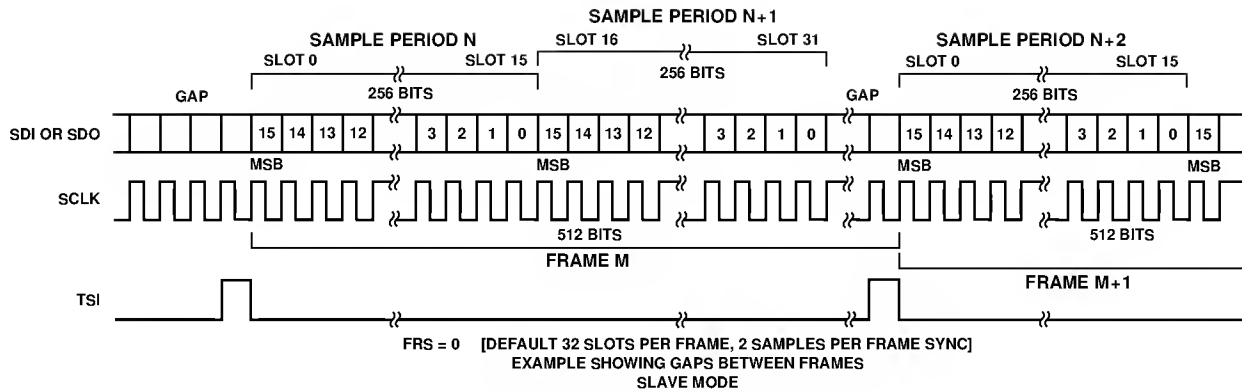 SAMPLE PERIOD N+1
SAMPLE PERIOD N
SLOT 16
SLOT 31
SAMPLE PERIOD N+2
SLOT 0
SLOT 15
256 BITS
SLOT 0
SLOT 15
GAP
256 BITS
GAP
256 BITS
SDI OR SDO
15 14 13 12 3 2 1 0 15 14 13 12 3 2 1 0 15 14 13 12 3 2 1 0 15
MSB MSB MSB MSB
SCLK
512 BITS
512 BITS
FRAME M
FRAME M+1
TSI
FRS = 0 [DEFAULT 32 SLOTS PER FRAME, 2 SAMPLES PER FRAME SYNC]
EXAMPLE SHOWING GAPS BETWEEN FRAMES
SLAVE MODE